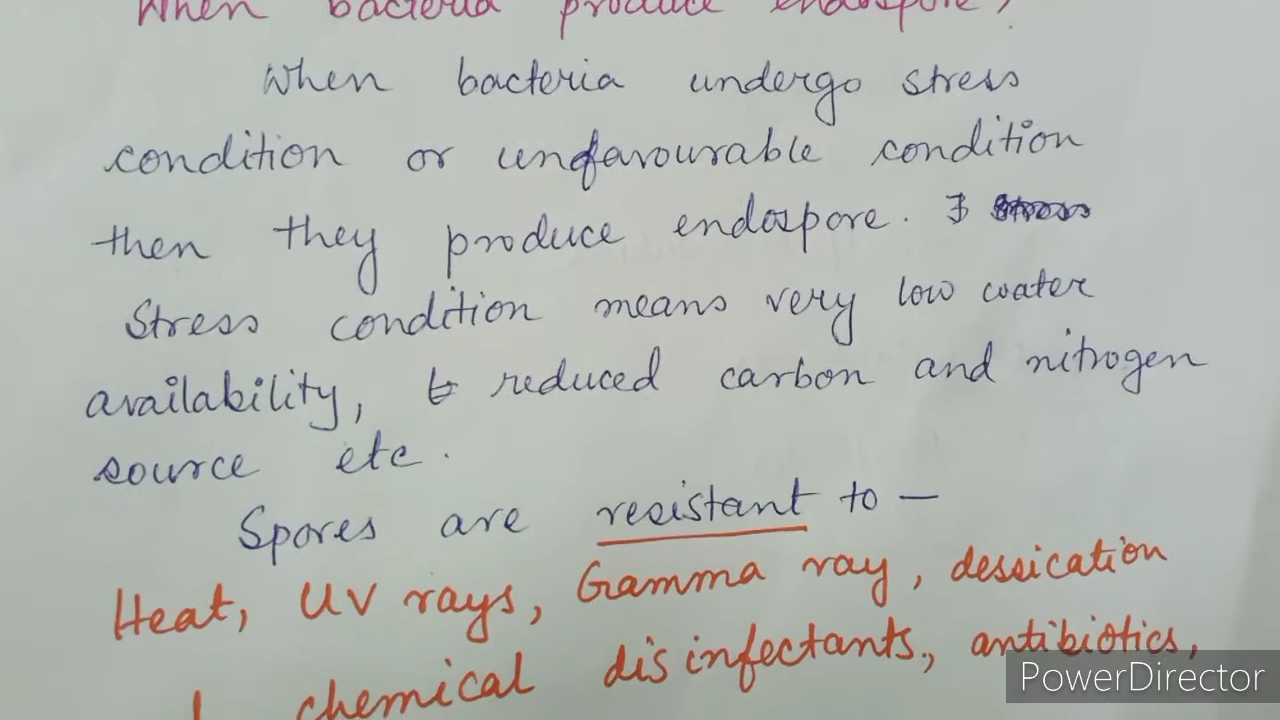 When bacteria produce endospore?
When bacteria undergo stress
condition or unfavourable condition
then they produce endospore.
Stress condition means very low water
availability, reduced carbon and nitrogen
source etc.
Spores are resistant to —
Heat, UV rays, Gamma ray, dessication
chemical disinfectants, antibiotics,
PowerDirector